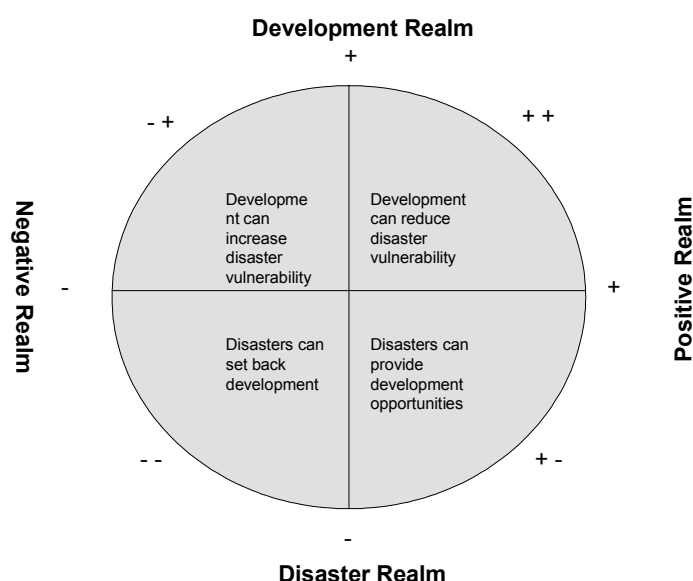 Development Realm
+
- +
+ +
Developme
nt can
increase
disaster
vulnerability
Development
can reduce
disaster
vulnerability
Negative Realm
-
+
Positive Realm
Disasters can
set back
development
Disasters can
provide
development
opportunities
- -
+ -
-
Disaster Realm